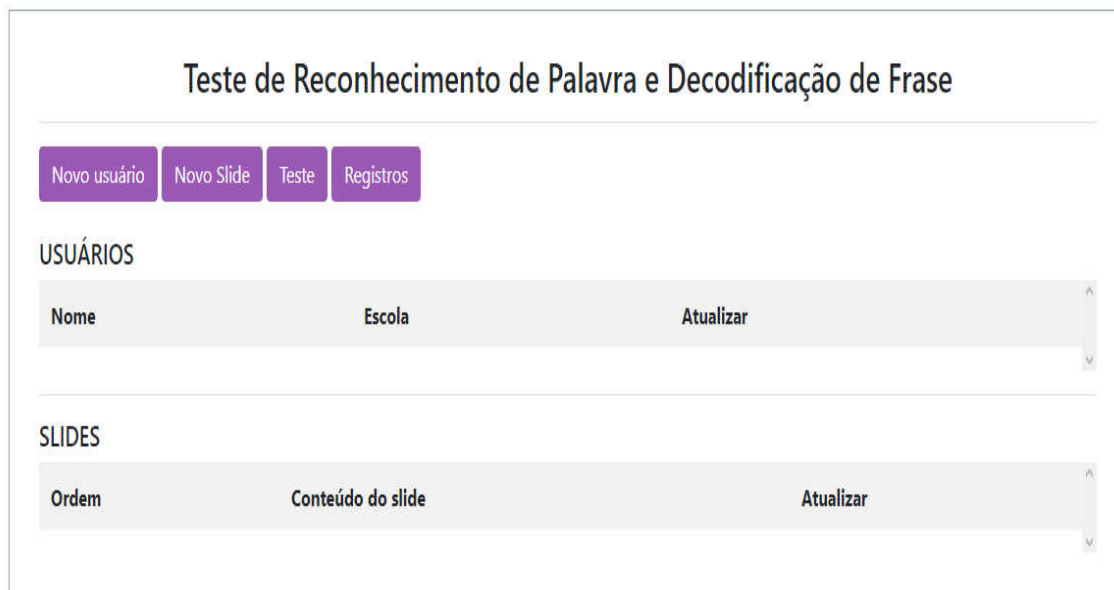 Teste de Reconhecimento de Palavra e Decodificação de Frase
Novo usuário Novo Slide Teste Registros
USUÁRIOS
Nome Escola Atualizar
SLIDES
Ordem Conteúdo do slide Atualizar